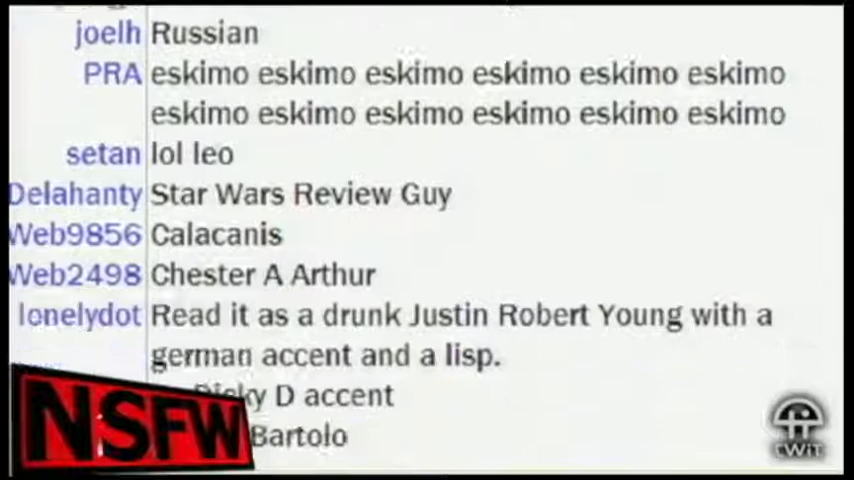 joelh Russian
PRA eskimo eskimo eskimo eskimo eskimo eskimo
eskimo eskimo eskimo eskimo eskimo eskimo
setan lol leo
Delahanty Star Wars Review Guy
Web9856 Calacanis
Web2498 Chester A Arthur
lonelydot Read it as a drunk Justin Robert Young with a
german accent and a lisp.
Dicky D accent
Bartolo
NSFW
TWiT